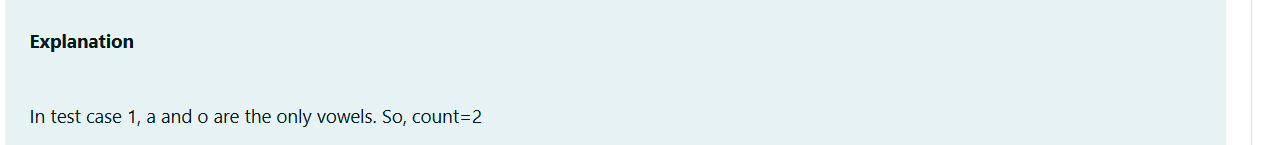 Explanation
In test case 1, a and o are the only vowels. So, count=2